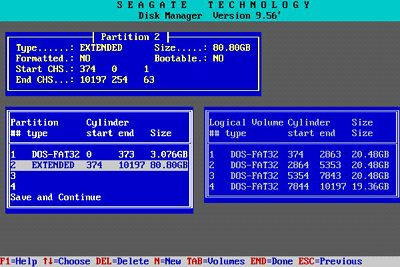 SEAGATE TECHNOLOGY
Disk Manager Version 9.56'
Partition 2
Type......: EXTENDED Size.....: 80.80GB
Formatted.: NO Bootable.: NO
Start CHS.: 374 0 1
End CHS...: 10197 254 63
Partition Cylinder
## type start end Size
1 DOS-FAT32 0 373 3.076GB
2 EXTENDED 374 10197 80.80GB
3
4
Save and Continue
Logical Volume Cylinder Size
## type start end Size
1 DOS-FAT32 374 2863 20.48GB
2 DOS-FAT32 2864 5353 20.48GB
3 DOS-FAT32 5354 7843 20.48GB
4 DOS-FAT32 7844 10197 19.36GB
F1=Help ↑↓=Choose DEL=Delete N=New TAB=Volumes END=Done ESC=Previous